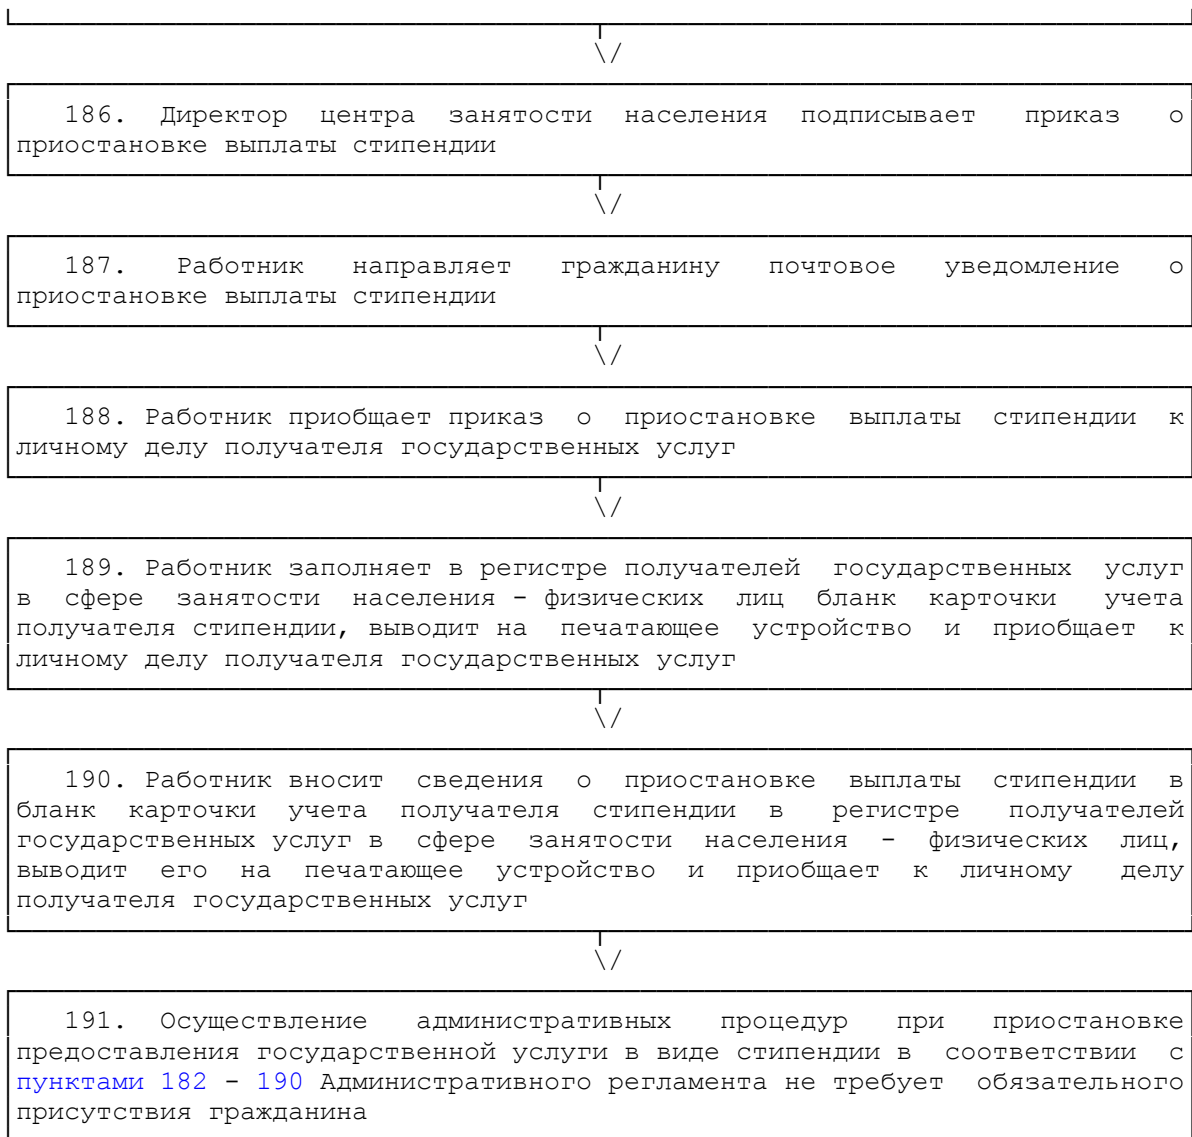 \/
186. Директор центра занятости населения подписывает приказ о
приостановке выплаты стипендии
\/
187. Работник направляет гражданину почтовое уведомление о
приостановке выплаты стипендии
\/
188. Работник приобщает приказ о приостановке выплаты стипендии к
личному делу получателя государственных услуг
\/
189. Работник заполняет в регистре получателей государственных услуг
в сфере занятости населения - физических лиц бланк карточки учета
получателя стипендии, выводит на печатающее устройство и приобщает к
личному делу получателя государственных услуг
\/
190. Работник вносит сведения о приостановке выплаты стипендии в
бланк карточки учета получателя стипендии в регистре получателей
государственных услуг в сфере занятости населения - физических лиц,
выводит его на печатающее устройство и приобщает к личному делу
получателя государственных услуг
\/
191. Осуществление административных процедур при приостановке
предоставления государственной услуги в виде стипендии в соответствии с
пунктами 182 - 190 Административного регламента не требует обязательного
присутствия гражданина